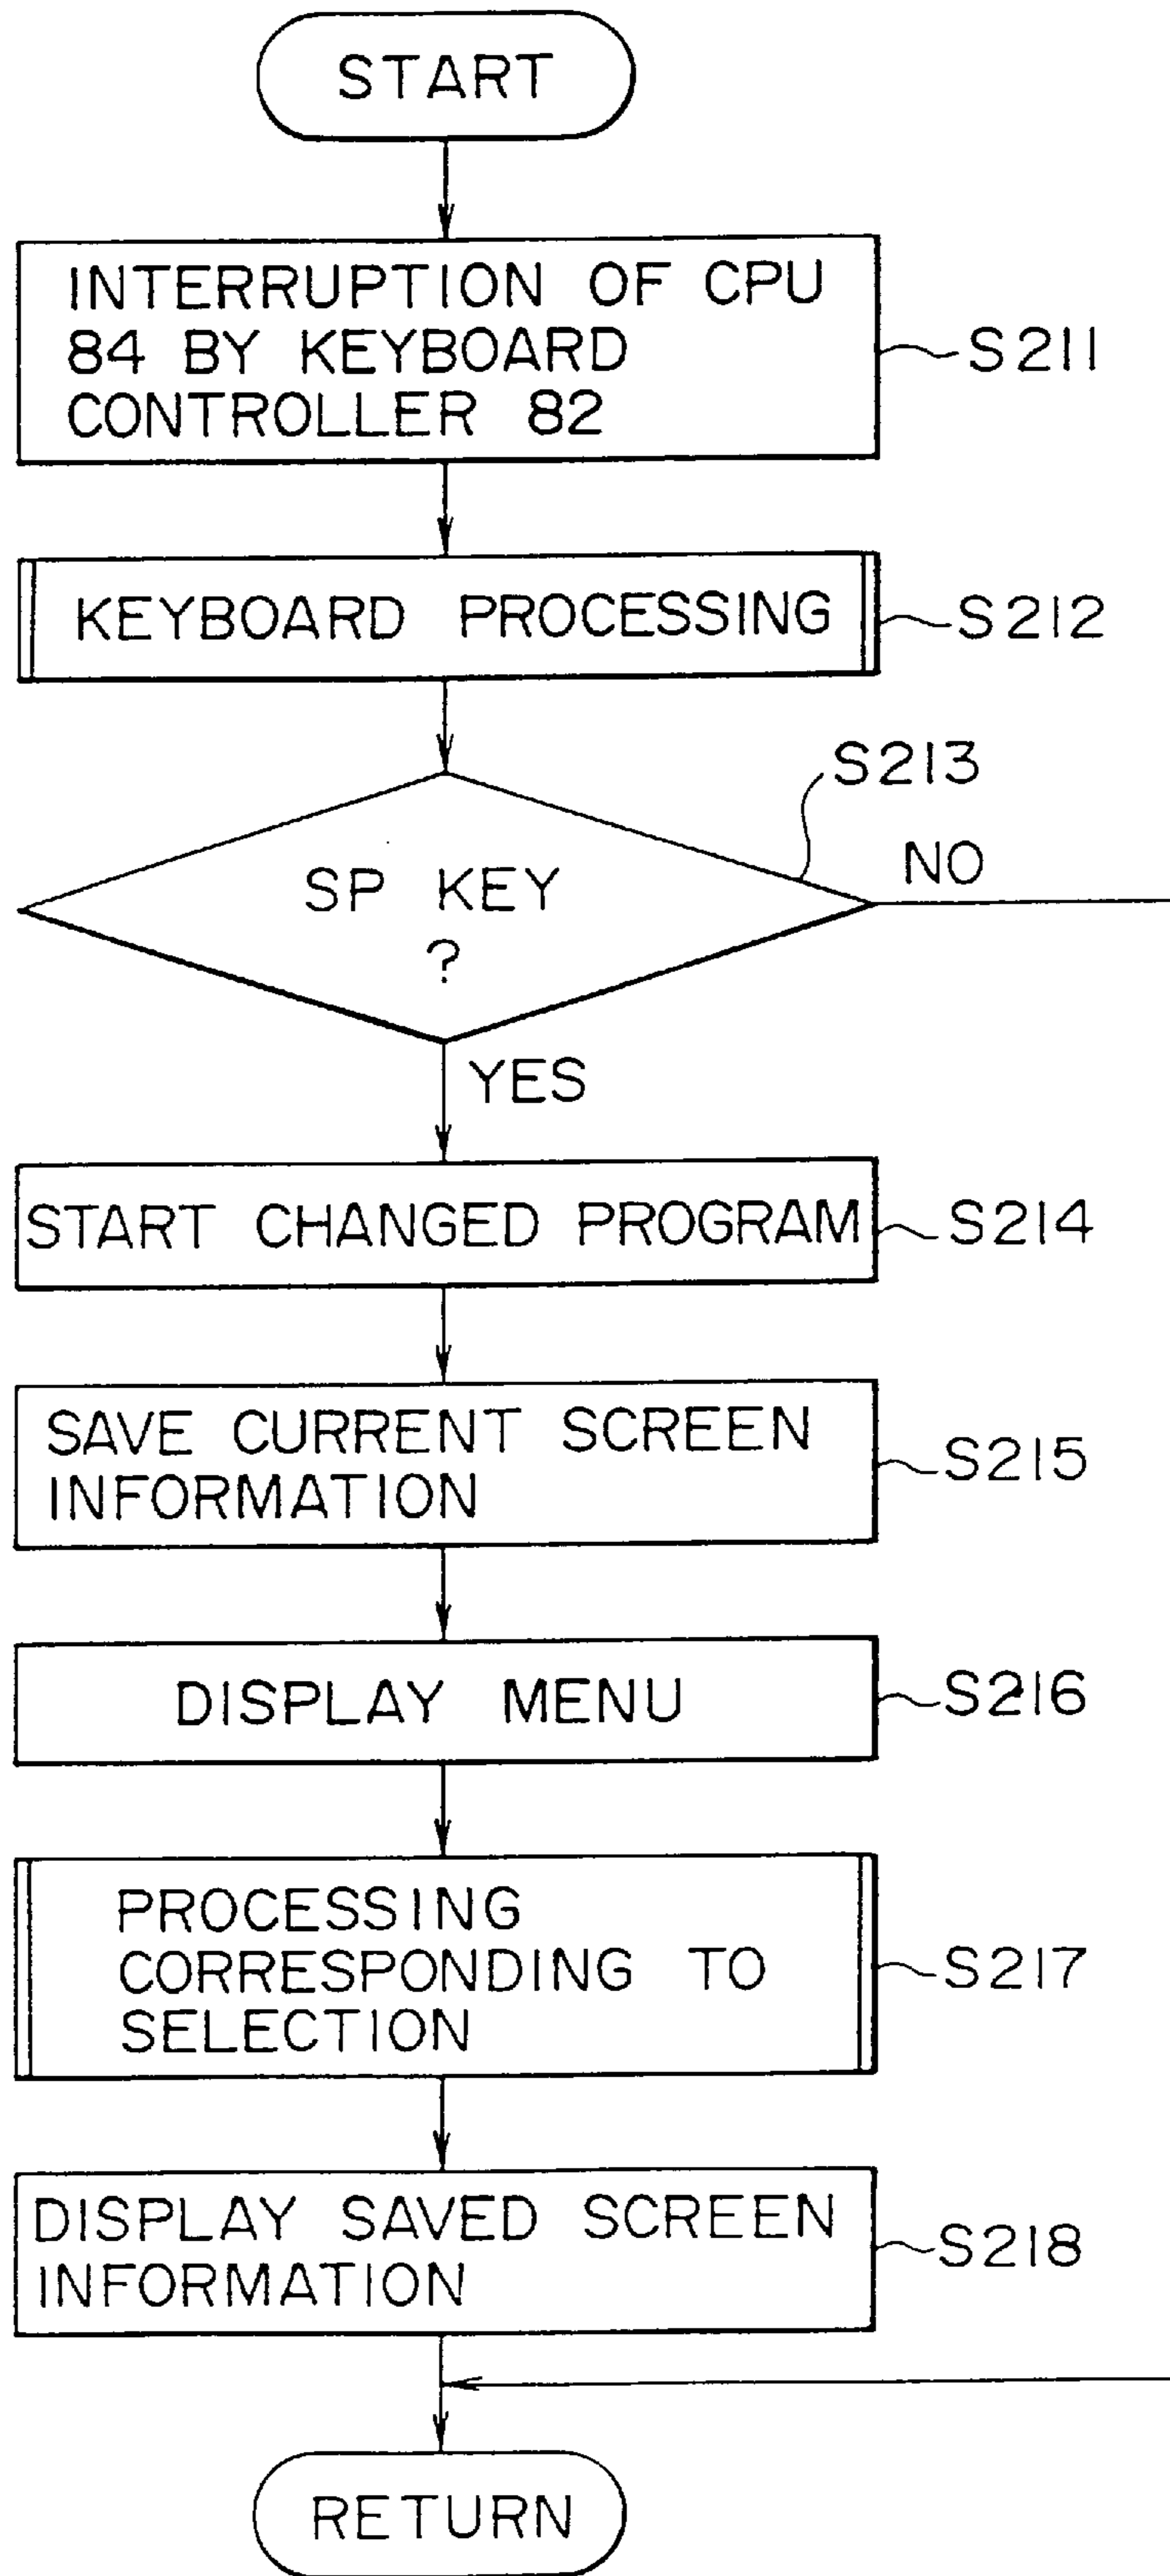 START
INTERRUPTION OF CPU
84 BY KEYBOARD
CONTROLLER 82
S211
KEYBOARD PROCESSING
S212
S213
SP KEY
?
NO
YES
START CHANGED PROGRAM
S214
SAVE CURRENT SCREEN
INFORMATION
S215
DISPLAY MENU
S216
PROCESSING
CORRESPONDING TO
SELECTION
S217
DISPLAY SAVED SCREEN
INFORMATION
S218
RETURN